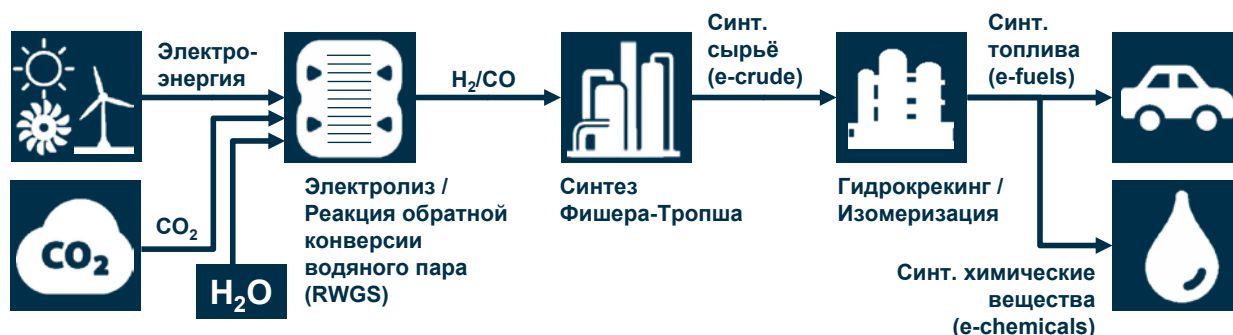 Электро-
энергия
CO₂
CO₂
H₂O
Электролиз /
Реакция обратной
конверсии
водяного пара
(RWGS)
H₂/CO
Синтез
Фишера-Тропша
Синт.
сырьё
(e-crude)
Гидрокрекинг /
Изомеризация
Синт.
топлива
(e-fuels)
Синт. химические
вещества
(e-chemicals)